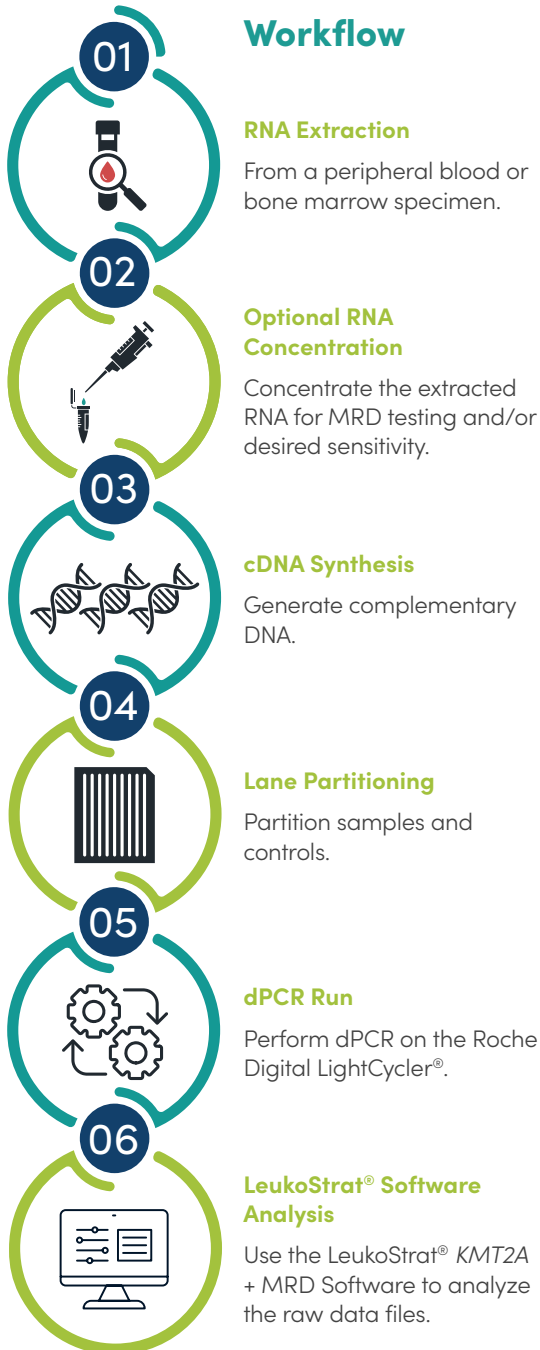 Workflow
01
RNA Extraction
From a peripheral blood or
bone marrow specimen.
02
Optional RNA
Concentration
Concentrate the extracted
RNA for MRD testing and/or
desired sensitivity.
03
cDNA Synthesis
Generate complementary
DNA.
04
Lane Partitioning
Partition samples and
controls.
05
dPCR Run
Perform dPCR on the Roche
Digital LightCycler®.
06
LeukoStrat® Software
Analysis
Use the LeukoStrat® KMT2A
+ MRD Software to analyze
the raw data files.